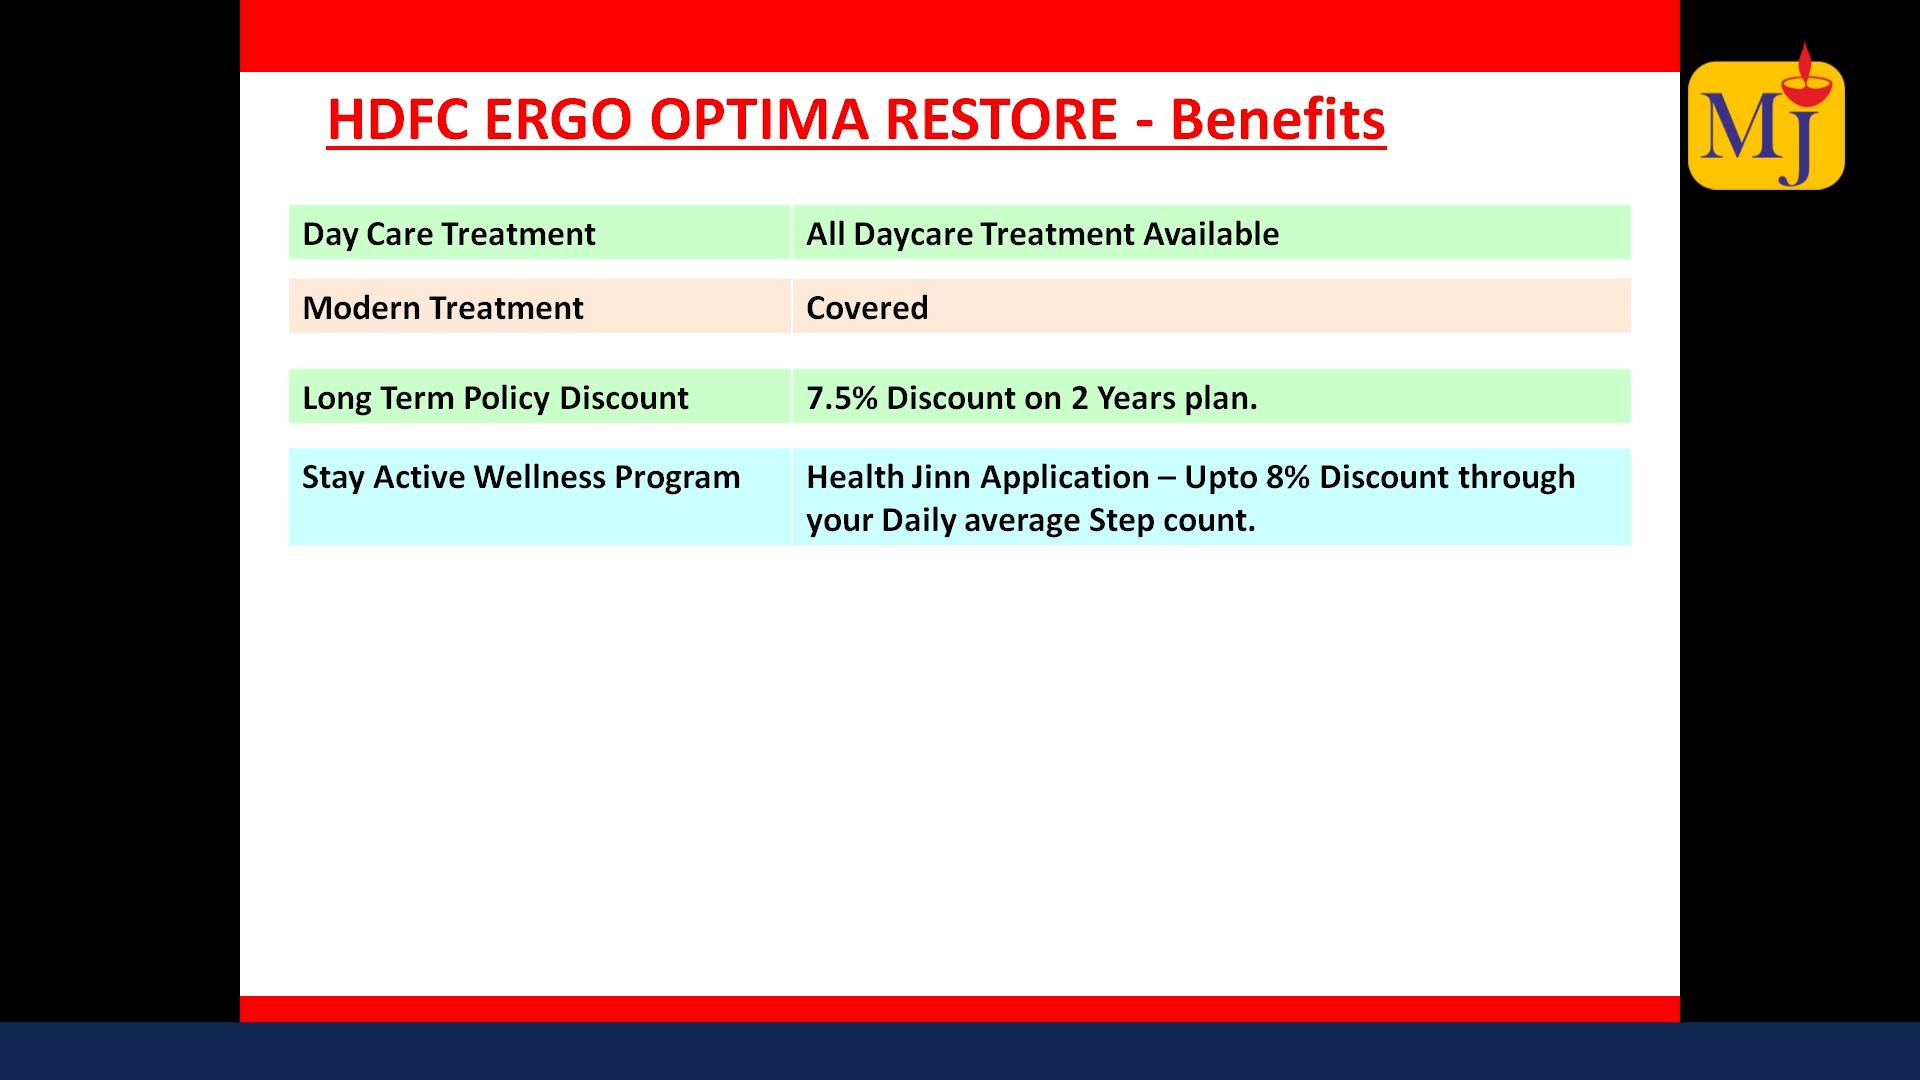 HDFC ERGO OPTIMA RESTORE - Benefits
MJ
Day Care Treatment All Daycare Treatment Available
Modern Treatment Covered
Long Term Policy Discount 7.5% Discount on 2 Years plan.
Stay Active Wellness Program Health Jinn Application – Upto 8% Discount through
your Daily average Step count.